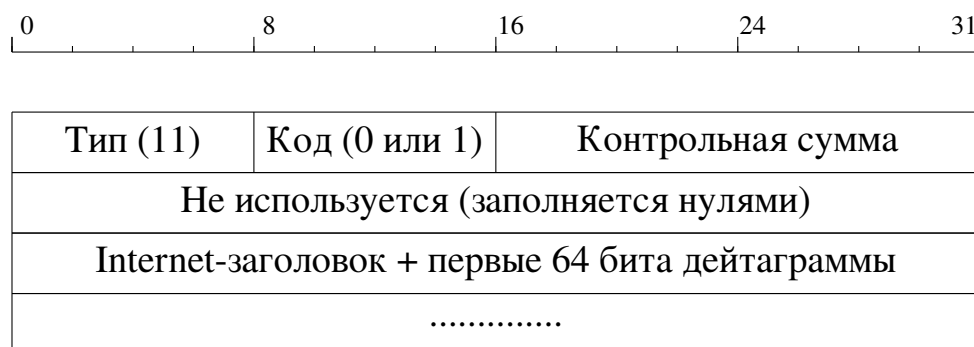 0 8 16 24 31
Тип (11) Код (0 или 1) Контрольная сумма
Не используется (заполняется нулями)
Internet-заголовок + первые 64 бита дейтаграммы
..............